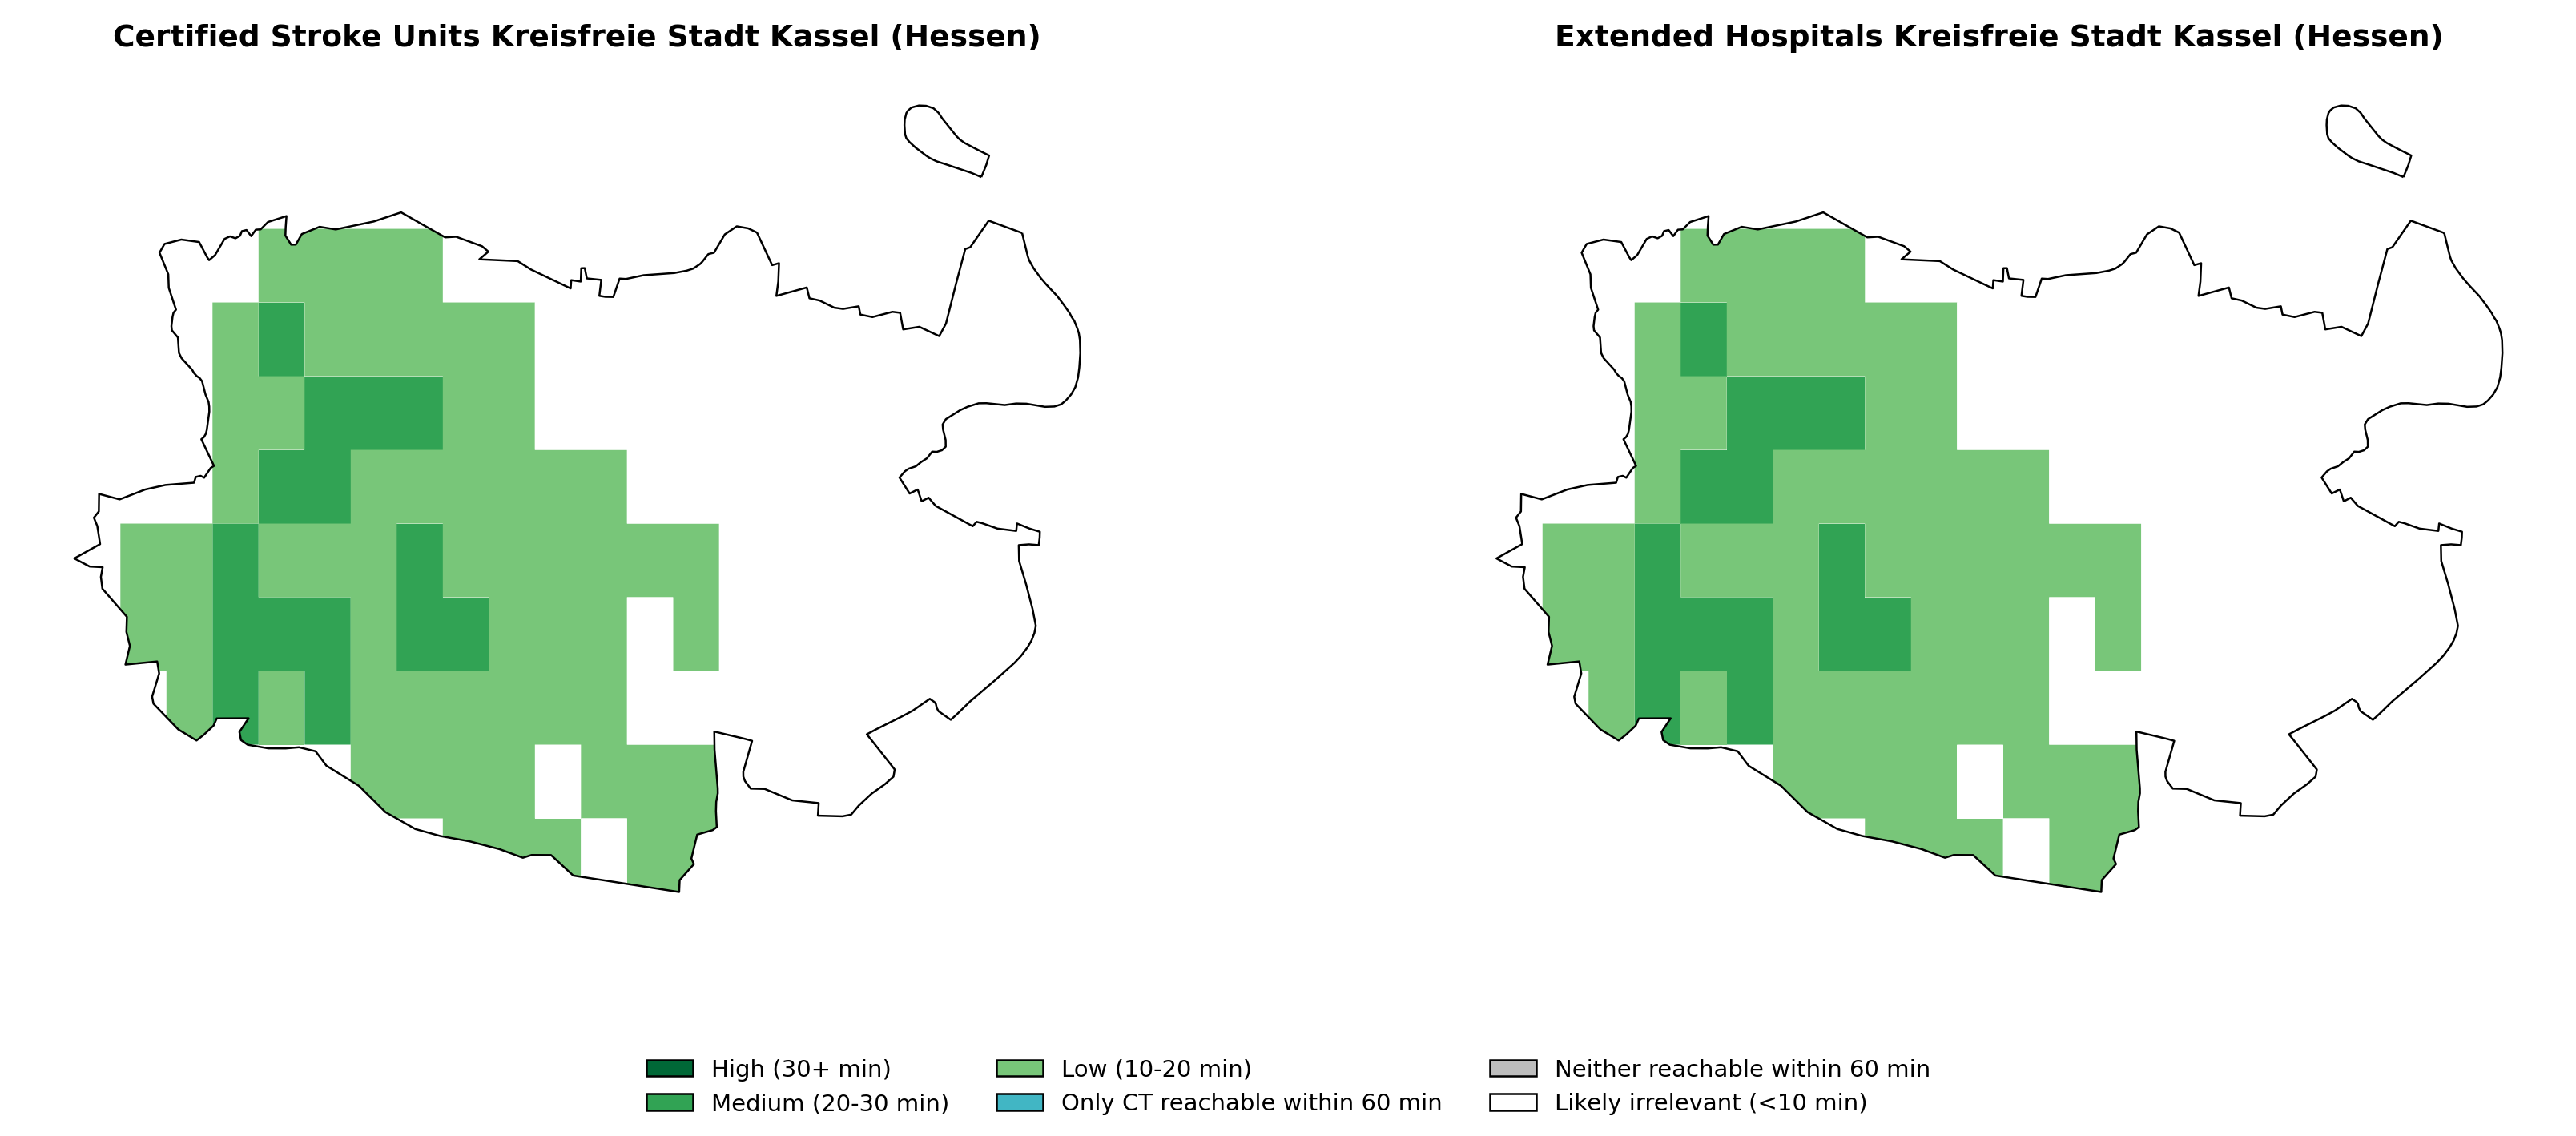 Certified Stroke Units Kreisfreie Stadt Kassel (Hessen)
Extended Hospitals Kreisfreie Stadt Kassel (Hessen)
High (30+ min)
Medium (20-30 min)
Low (10-20 min)
Only CT reachable within 60 min
Neither reachable within 60 min
Likely irrelevant (<10 min)